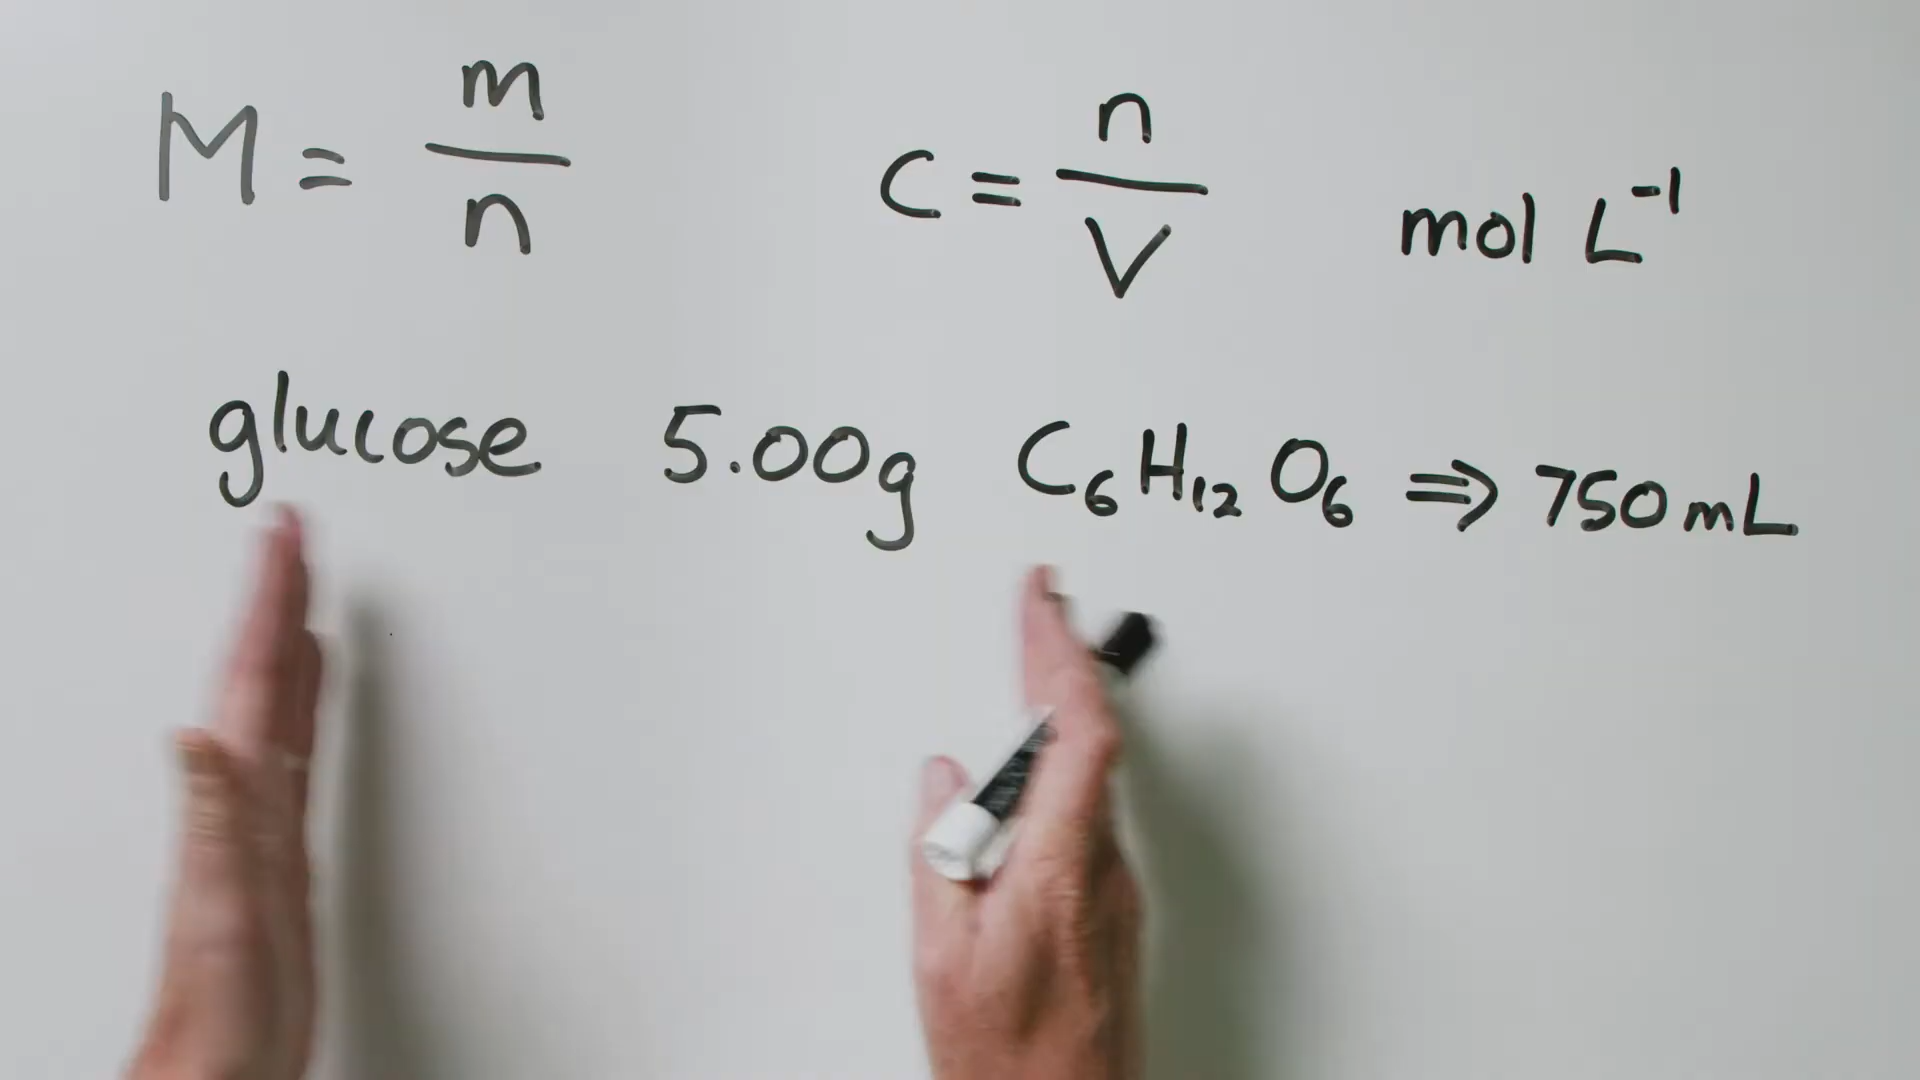 M = m/n
C = n/V mol L⁻¹
glucose 5.00g C₆H₁₂O₆ ⇒ 750mL